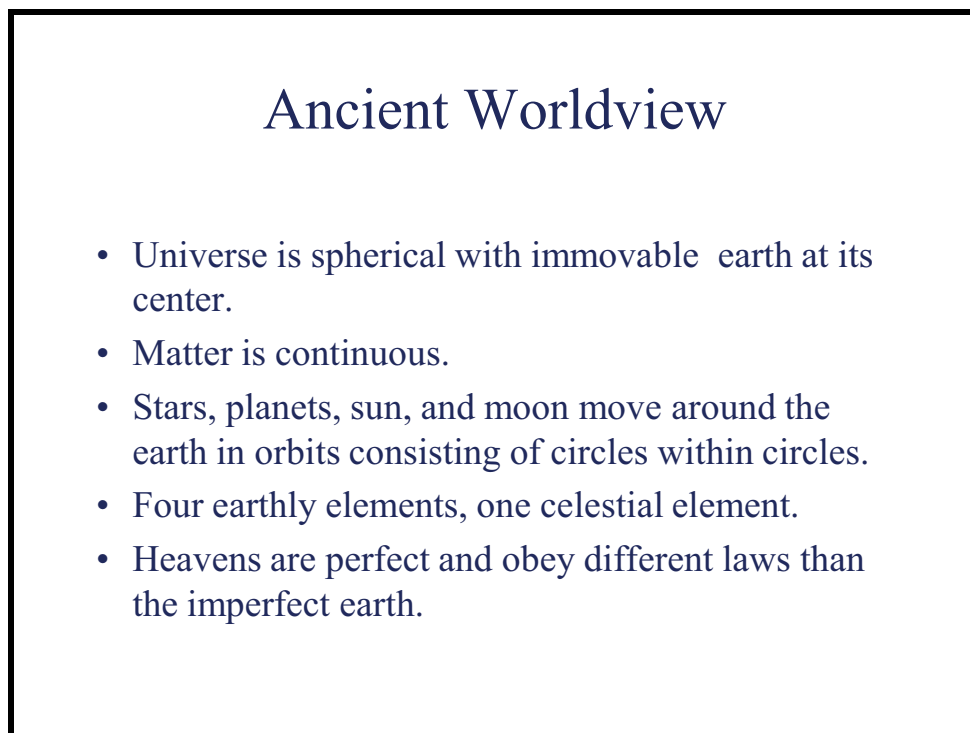 Ancient Worldview
• Universe is spherical with immovable  earth at its
center.
• Matter is continuous.
• Stars, planets, sun, and moon move around the
earth in orbits consisting of circles within circles.
• Four earthly elements, one celestial element.
• Heavens are perfect and obey different laws than
the imperfect earth.